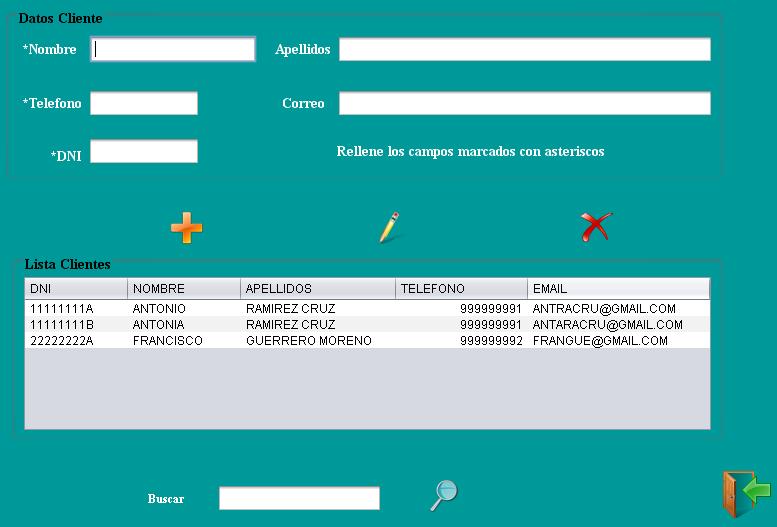 Datos Cliente
*Nombre Apellidos
*Telefono Correo
*DNI Rellene los campos marcados con asteriscos
Lista Clientes
DNI NOMBRE APELLIDOS TELEFONO EMAIL
11111111A ANTONIO RAMIREZ CRUZ 999999991 ANTRACRU@GMAIL.COM
11111111B ANTONIA RAMIREZ CRUZ 999999991 ANTARACRU@GMAIL.COM
22222222A FRANCISCO GUERRERO MORENO 999999992 FRANGUE@GMAIL.COM
Buscar